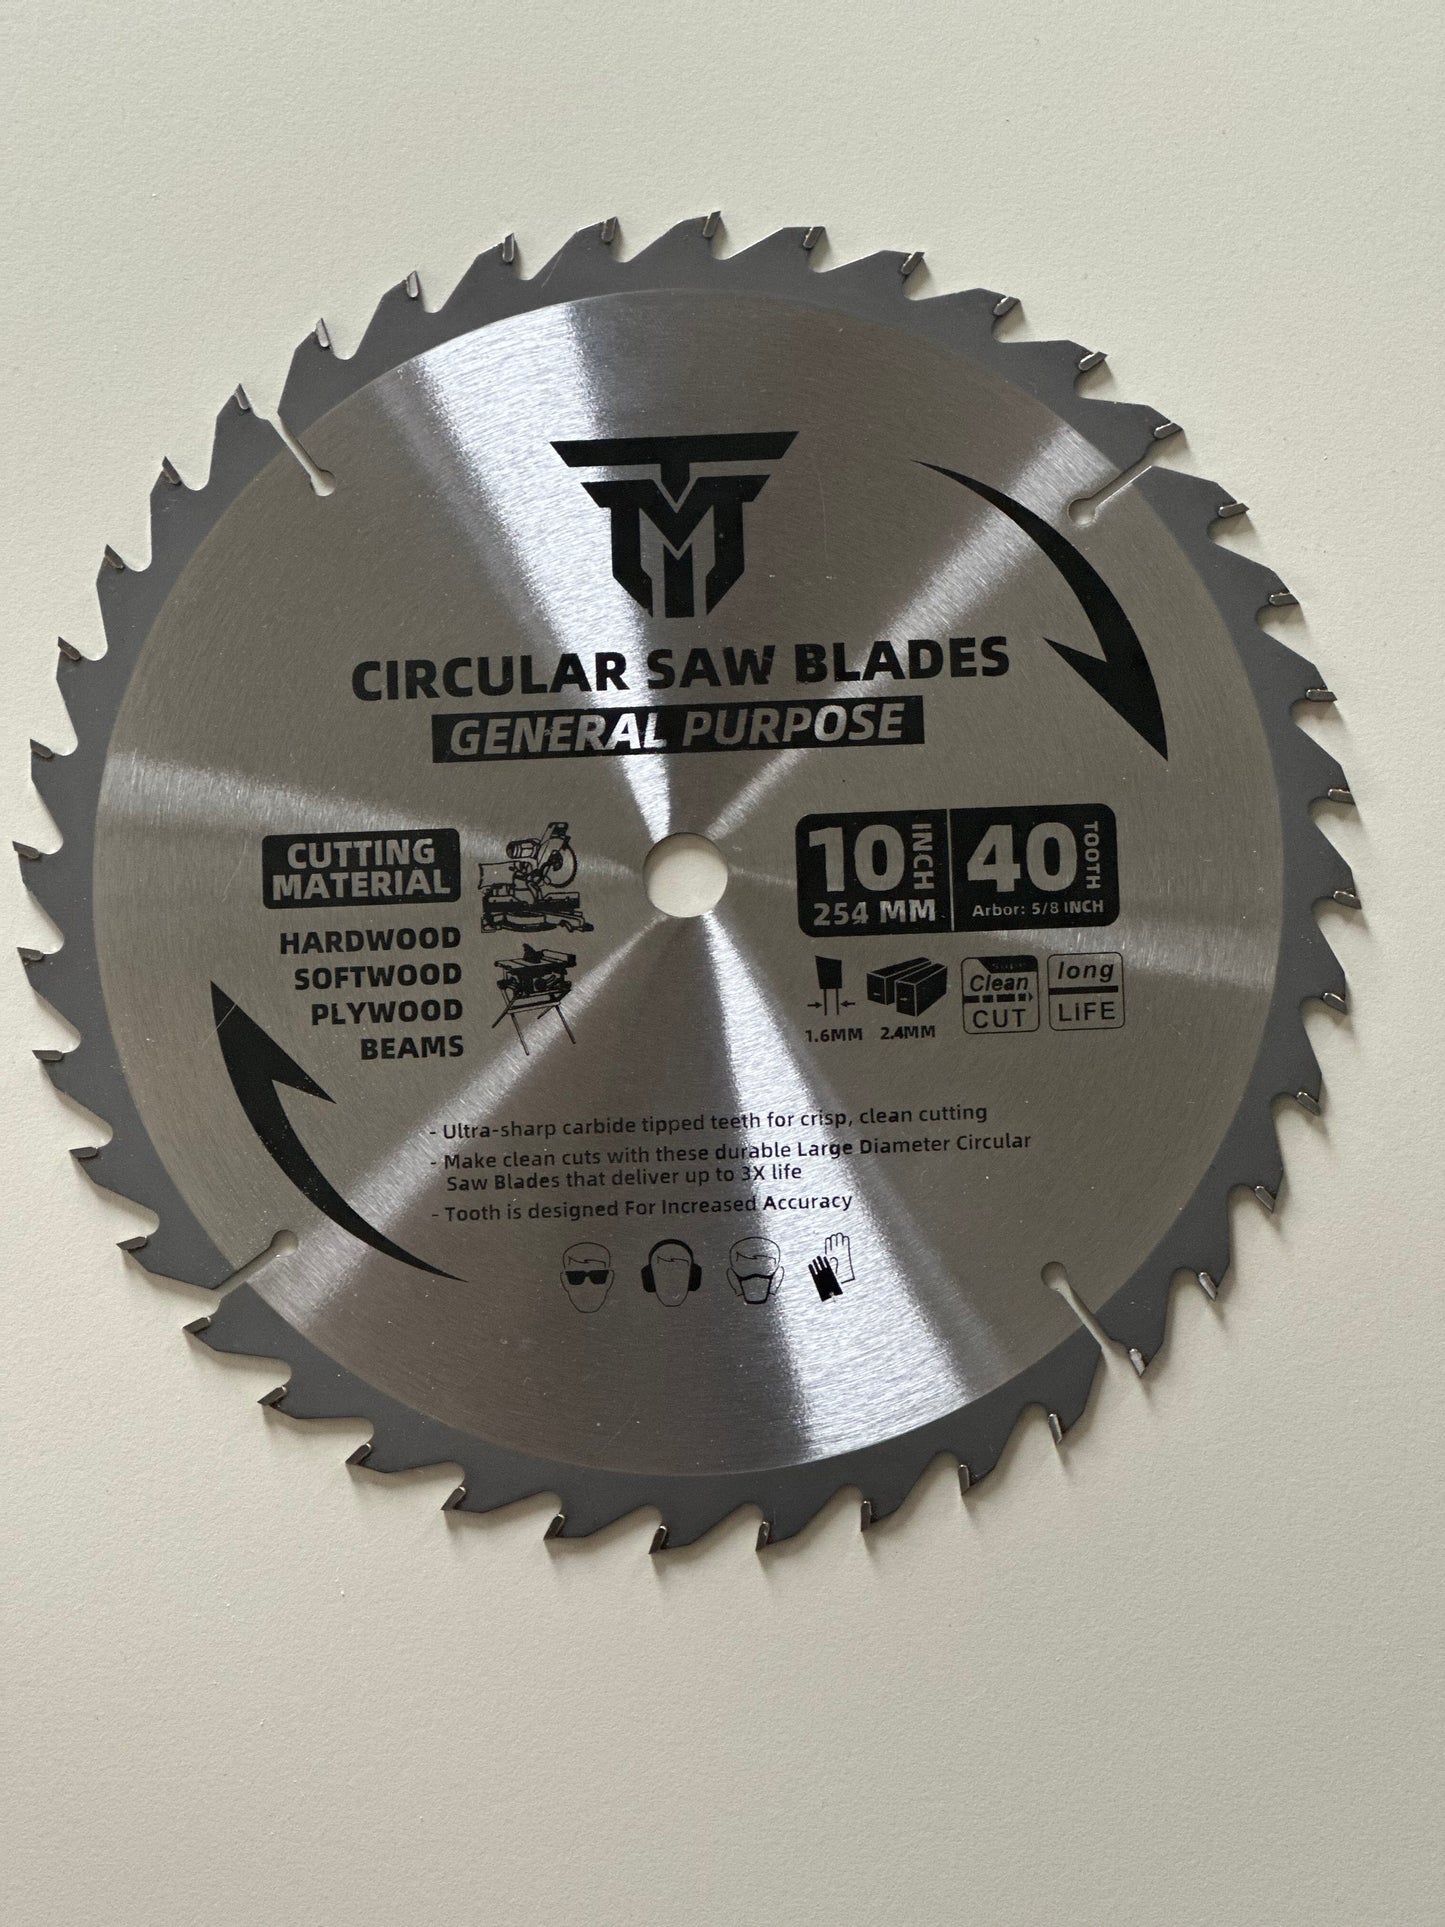 TM
CIRCULAR SAW BLADES
GENERAL PURPOSE
CUTTING
MATERIAL
HARDWOOD
SOFTWOOD
PLYWOOD
BEAMS
10 INCH
254 MM
40 TOOTH
Arbor: 5/8 INCH
1.6MM
2.4MM
Super
Clean
CUT
long
LIFE
- Ultra-sharp carbide tipped teeth for crisp, clean cutting
- Make clean cuts with these durable Large Diameter Circular
Saw Blades that deliver up to 3X life
- Tooth is designed For Increased Accuracy